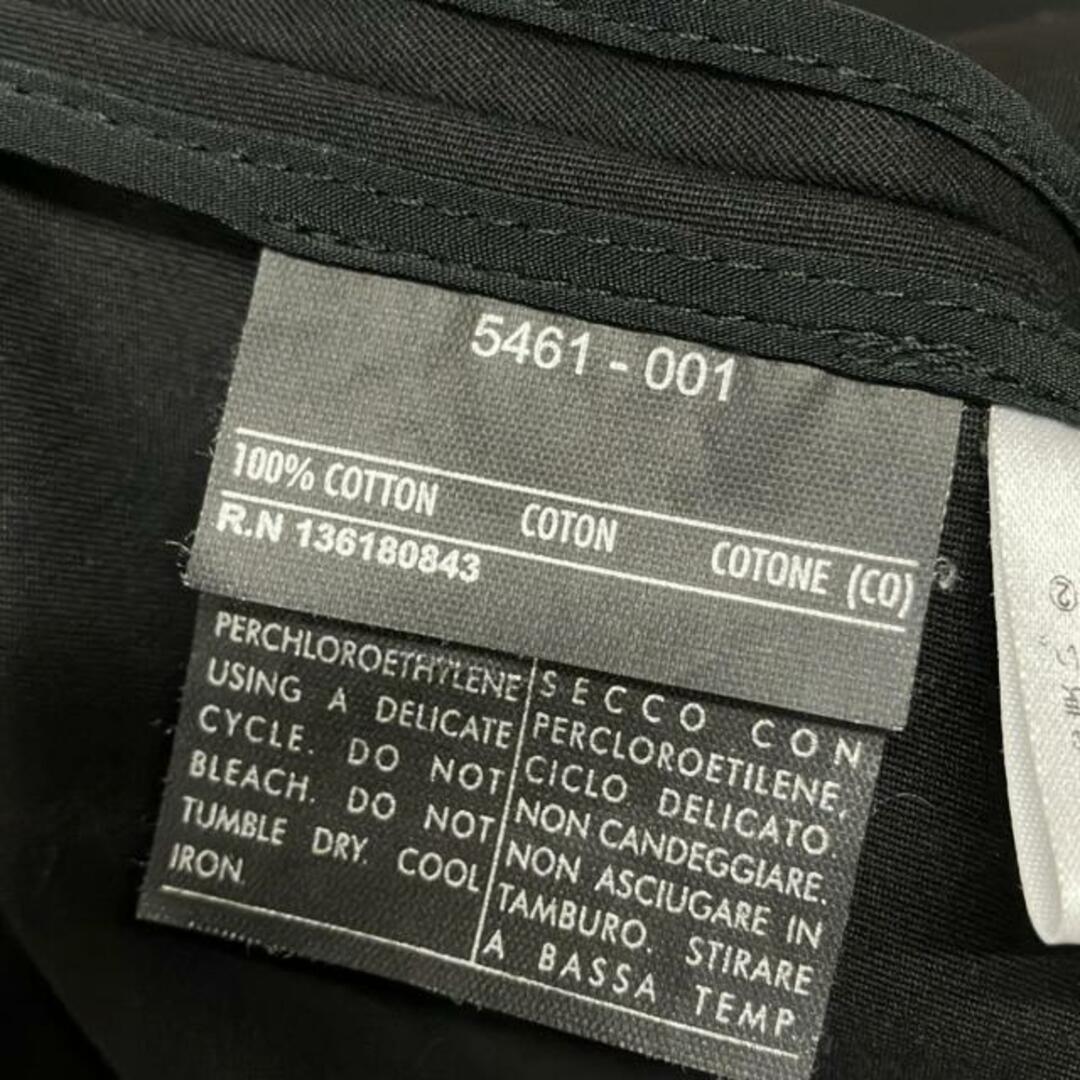 5461 - 001
100% COTTON COTON COTONE (CO)
R.N 136180843
PERCHLOROETHYLENE
USING A DELICATE
CYCLE. DO NOT
BLEACH. DO NOT
TUMBLE DRY. COOL
IRON.
SECCO CON
PERCLOROETILENE,
CICLO DELICATO.
NON CANDEGGIARE.
NON ASCIUGARE IN
TAMBURO. STIRARE
A BASSA TEMP.
②